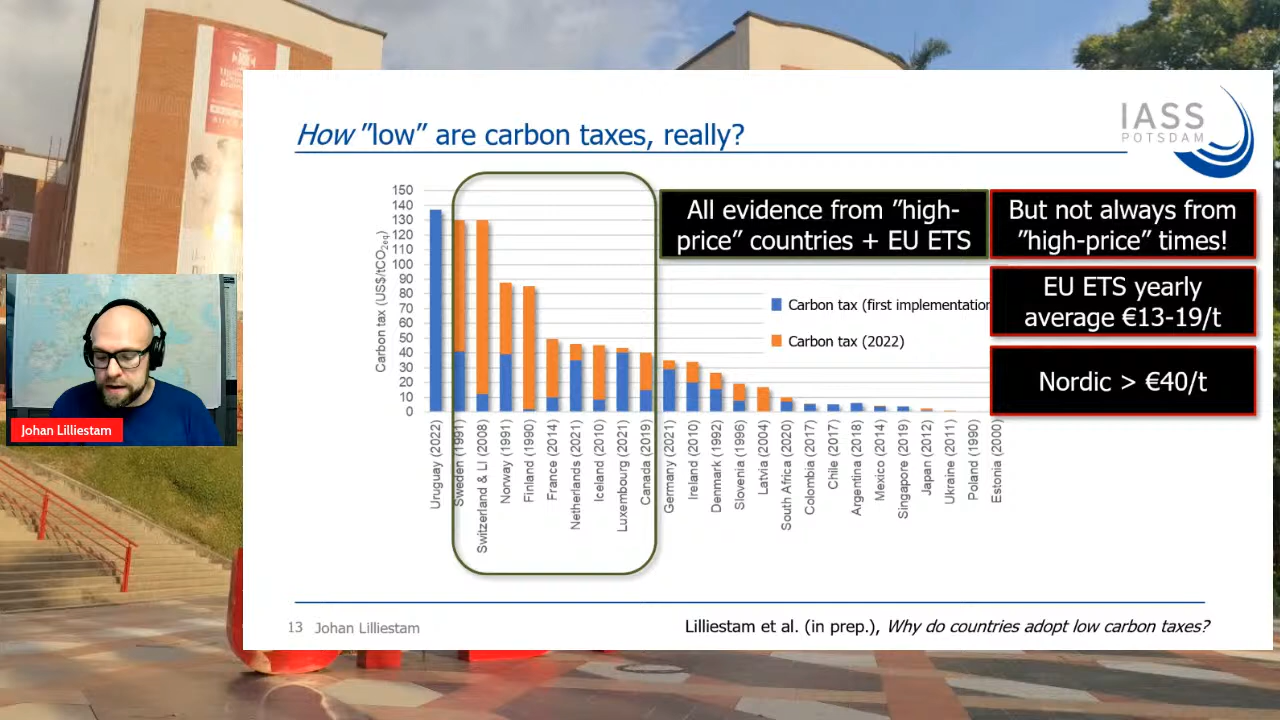 How ”low” are carbon taxes, really?
IASS
POTSDAM
150
140
130
120
110
100
90
80
70
60
50
40
30
20
10
0
Carbon tax (US$/tCO2eq)
Uruguay (2022)
Sweden (1991)
Switzerland & LI (2008)
Norway (1991)
Finland (1990)
France (2014)
Netherlands (2021)
Iceland (2010)
Luxembourg (2021)
Canada (2019)
Germany (2021)
Ireland (2010)
Denmark (1992)
Slovenia (1996)
Latvia (2004)
South Africa (2020)
Colombia (2017)
Chile (2017)
Argentina (2018)
Mexico (2014)
Singapore (2019)
Japan (2012)
Ukraine (2011)
Poland (1990)
Estonia (2000)
Carbon tax (first implementation
Carbon tax (2022)
All evidence from ”high-
price” countries + EU ETS
But not always from
”high-price” times!
EU ETS yearly
average €13-19/t
Nordic > €40/t
Johan Lilliestam
13 Johan Lilliestam
Lilliestam et al. (in prep.), Why do countries adopt low carbon taxes?